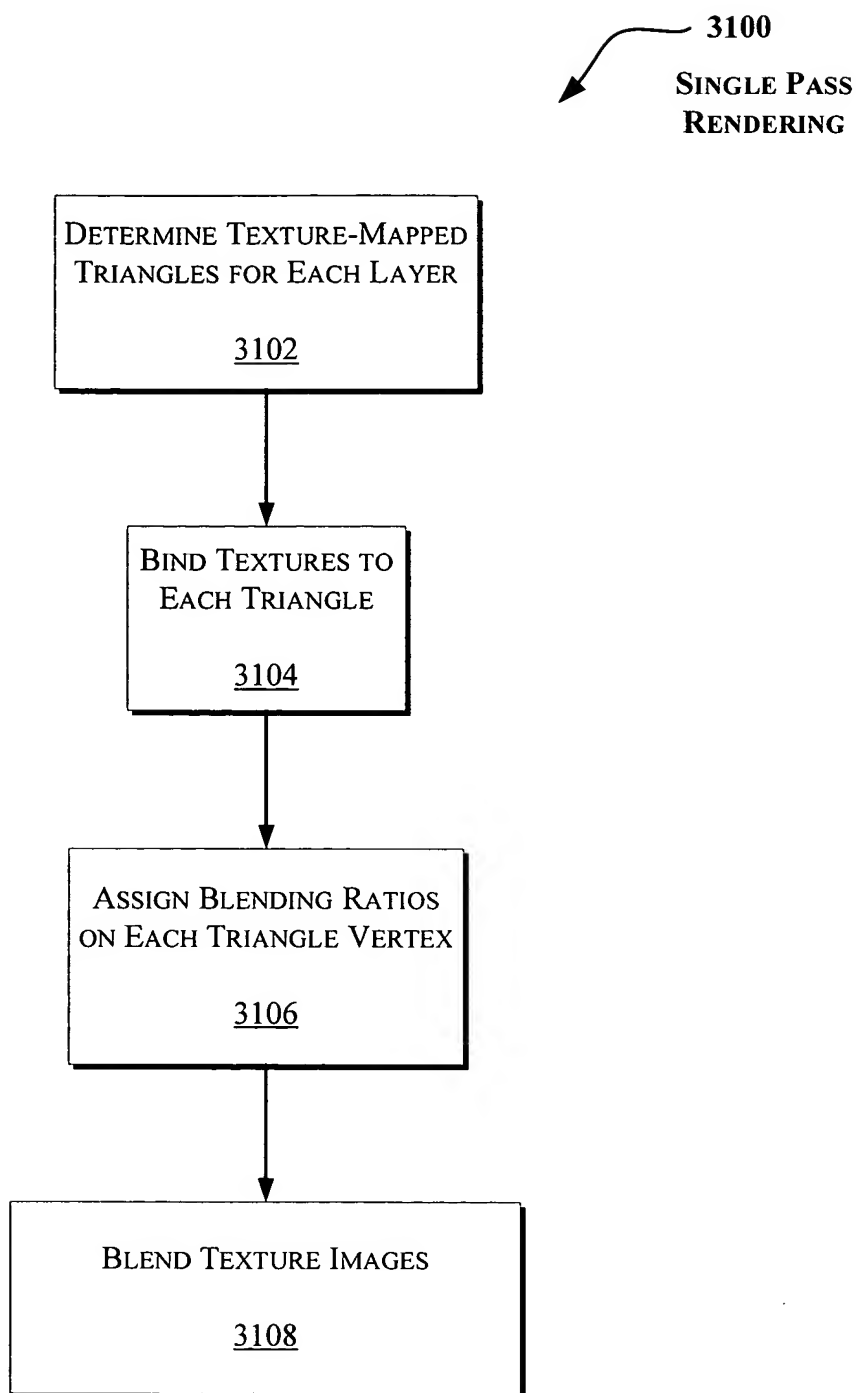 3100
SINGLE PASS
RENDERING
DETERMINE TEXTURE-MAPPED
TRIANGLES FOR EACH LAYER
3102
BIND TEXTURES TO
EACH TRIANGLE
3104
ASSIGN BLENDING RATIOS
ON EACH TRIANGLE VERTEX
3106
BLEND TEXTURE IMAGES
3108